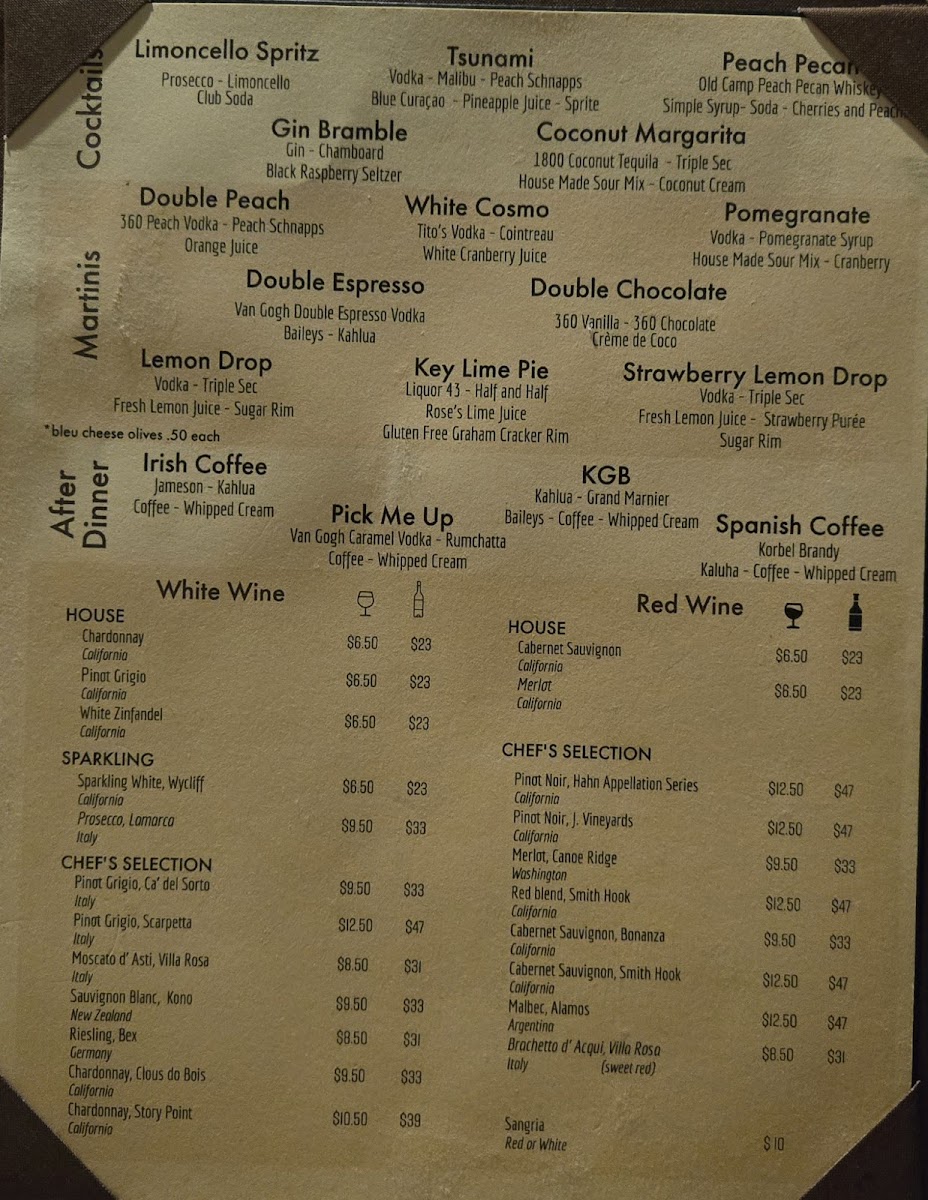 Cocktails
Limoncello Spritz
Prosecco - Limoncello
Club Soda
Tsunami
Vodka - Malibu - Peach Schnapps
Blue Curaçao - Pineapple Juice - Sprite
Peach Pecan
Old Camp Peach Pecan Whiskey
Simple Syrup- Soda - Cherries and Peach
Gin Bramble
Gin - Chamboard
Black Raspberry Seltzer
Coconut Margarita
1800 Coconut Tequila - Triple Sec
House Made Sour Mix - Coconut Cream
Martinis
Double Peach
360 Peach Vodka - Peach Schnapps
Orange Juice
White Cosmo
Tito's Vodka - Cointreau
White Cranberry Juice
Pomegranate
Vodka - Pomegranate Syrup
House Made Sour Mix - Cranberry
Double Espresso
Van Gogh Double Espresso Vodka
Baileys - Kahlua
Double Chocolate
360 Vanilla - 360 Chocolate
Crème de Coco
Lemon Drop
Vodka - Triple Sec
Fresh Lemon Juice - Sugar Rim
Key Lime Pie
Liquor 43 - Half and Half
Rose's Lime Juice
Gluten Free Graham Cracker Rim
Strawberry Lemon Drop
Vodka - Triple Sec
Fresh Lemon Juice - Strawberry Purée
Sugar Rim
*bleu cheese olives .50 each
After
Dinner
Irish Coffee
Jameson - Kahlua
Coffee - Whipped Cream
Pick Me Up
Van Gogh Caramel Vodka - Rumchatta
Coffee - Whipped Cream
KGB
Kahlua - Grand Marnier
Baileys - Coffee - Whipped Cream
Spanish Coffee
Korbel Brandy
Kaluha - Coffee - Whipped Cream
White Wine
HOUSE
Chardonnay $6.50 $23
California
Pinot Grigio $6.50 $23
California
White Zinfandel $6.50 $23
California
SPARKLING
Sparkling White, Wycliff $6.50 $23
California
Prosecco, Lamarca $9.50 $33
Italy
CHEF'S SELECTION
Pinot Grigio, Ca' del Sorto $9.50 $33
Italy
Pinot Grigio, Scarpetta $12.50 $47
Italy
Moscato d' Asti, Villa Rosa $8.50 $31
Italy
Sauvignon Blanc, Kono $9.50 $33
New Zealand
Riesling, Bex $8.50 $31
Germany
Chardonnay, Clous do Bois $9.50 $33
California
Chardonnay, Story Point $10.50 $39
California
Red Wine
HOUSE
Cabernet Sauvignon $6.50 $23
California
Merlot $6.50 $23
California
CHEF'S SELECTION
Pinot Noir, Hahn Appellation Series $12.50 $47
California
Pinot Noir, J. Vineyards $12.50 $47
California
Merlot, Canoe Ridge $9.50 $33
Washington
Red blend, Smith Hook $12.50 $47
California
Cabernet Sauvignon, Bonanza $9.50 $33
California
Cabernet Sauvignon, Smith Hook $12.50 $47
California
Malbec, Alamos $12.50 $47
Argentina
Brachetto d' Acqui, Villa Rosa $8.50 $31
Italy (sweet red)
Sangria
Red or White $10